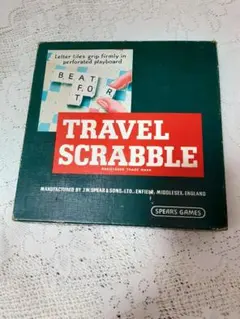 Letter tiles grip firmly in
perforated playboard
BEAT
FOR
T
TRAVEL
SCRABBLE
REGISTERED TRADE MARK
MANUFACTURED BY J.W. SPEAR & SONS. LTD., ENFIELD, MIDDLESEX, ENGLAND
SPEARS GAMES